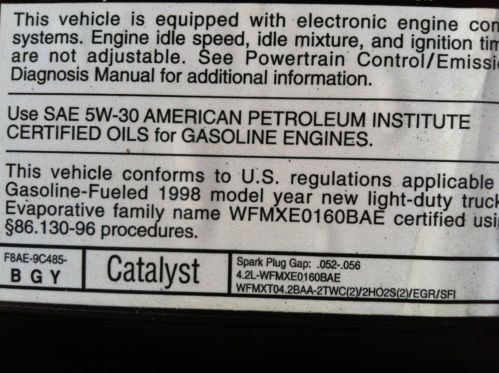 This vehicle is equipped with electronic engine con
systems. Engine idle speed, idle mixture, and ignition tim
are not adjustable. See Powertrain Control/Emissi
Diagnosis Manual for additional information.
Use SAE 5W-30 AMERICAN PETROLEUM INSTITUTE
CERTIFIED OILS for GASOLINE ENGINES.
This vehicle conforms to U.S. regulations applicable
Gasoline-Fueled 1998 model year new light-duty truck
Evaporative family name WFMXE0160BAE certified usi
§86.130-96 procedures.
F8AE-9C485-
B G Y
Catalyst
Spark Plug Gap: .052-.056
4.2L-WFMXE0160BAE
WFMXT04.2BAA-2TWC(2)/2HO2S(2)/EGR/SFI